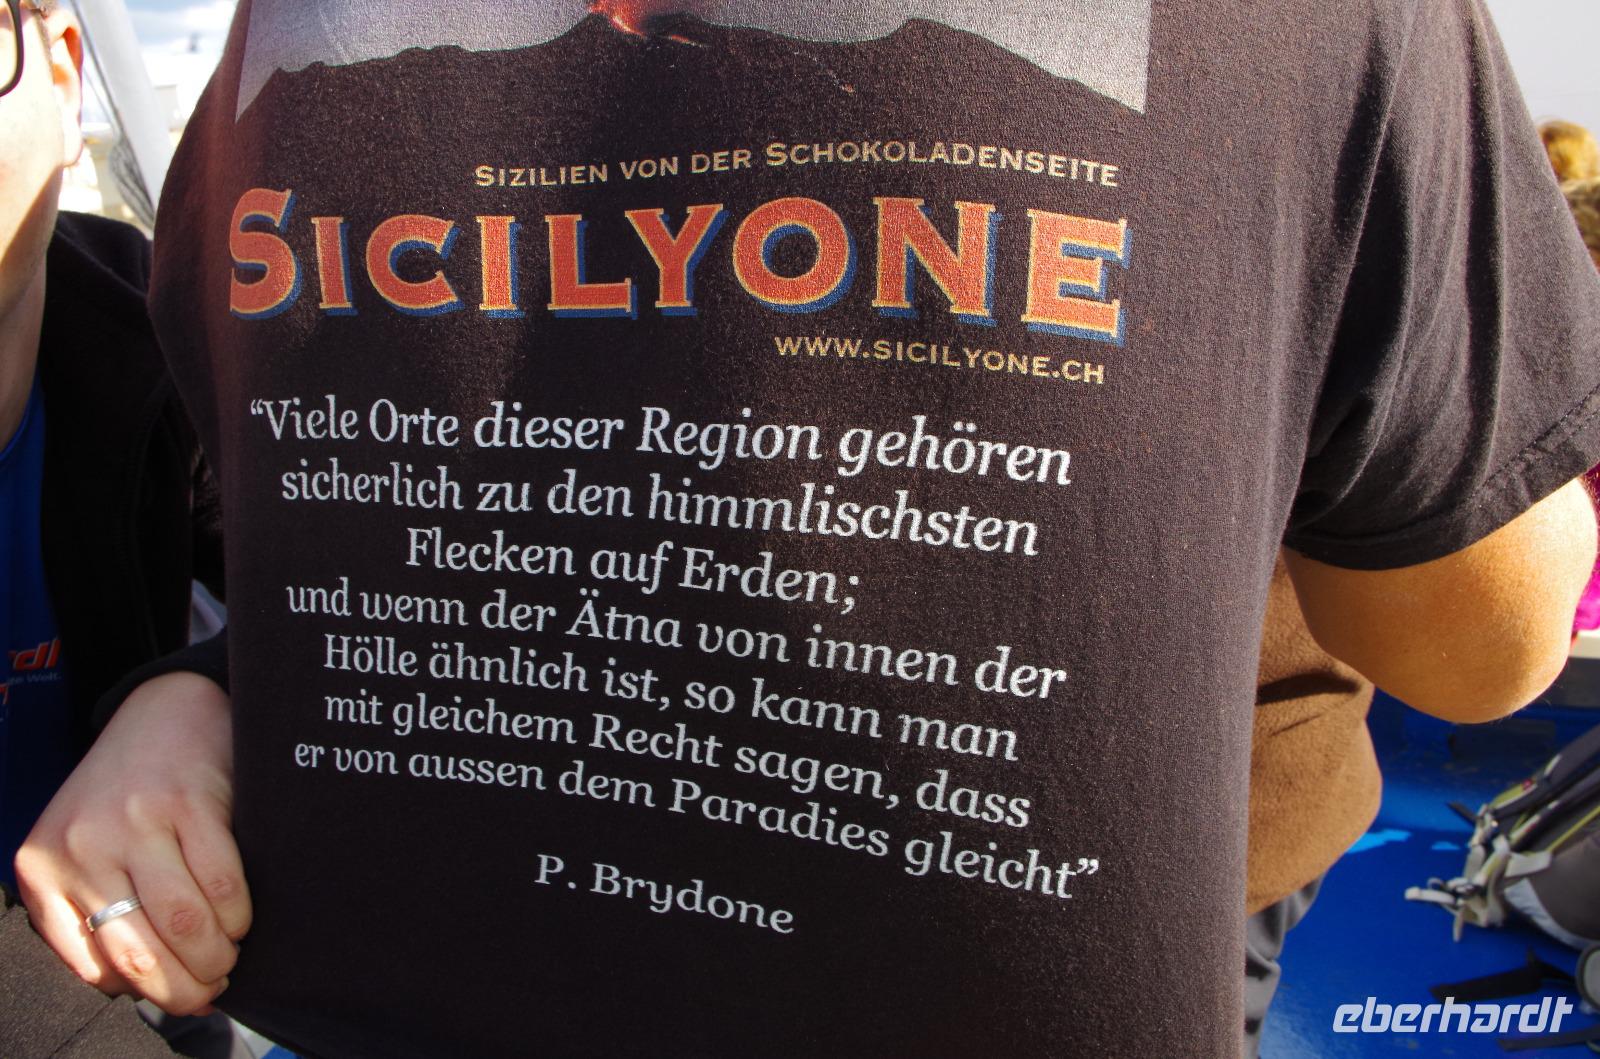 SIZILIEN VON DER SCHOKOLADENSEITE
SICILYONE
WWW.SICILYONE.CH
“Viele Orte dieser Region gehören
sicherlich zu den himmlischsten
Flecken auf Erden;
und wenn der Ätna von innen der
Hölle ähnlich ist, so kann man
mit gleichem Recht sagen, dass
er von aussen dem Paradies gleicht”
P. Brydone
eberhardt